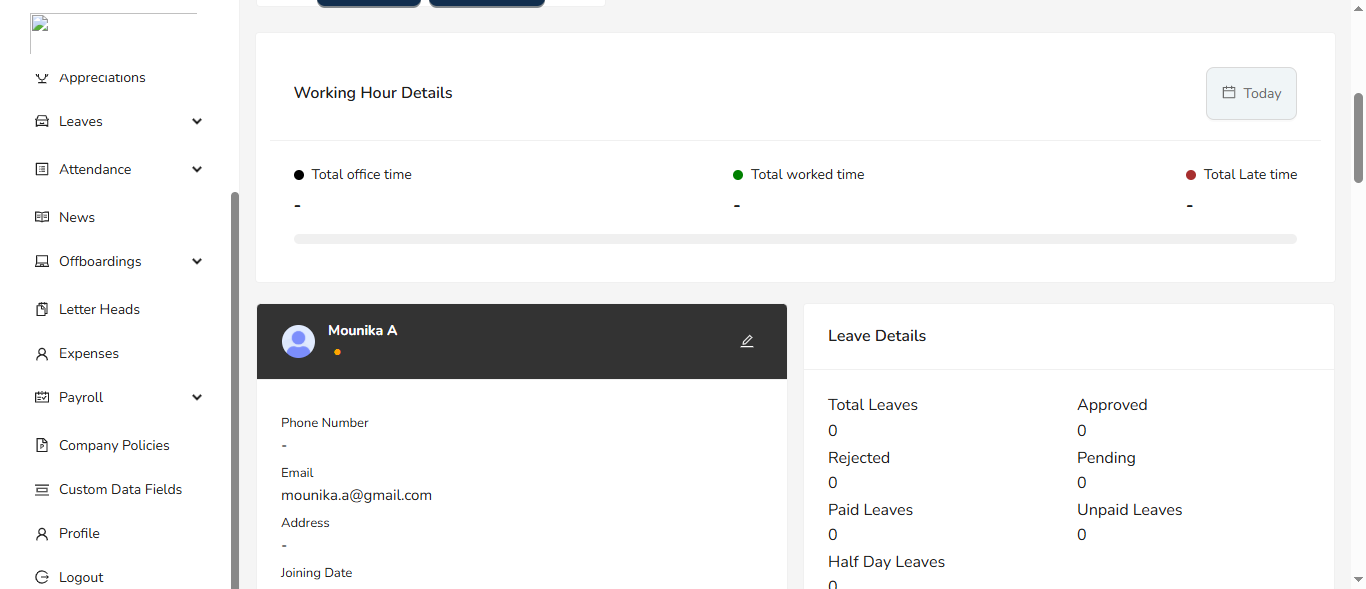 Appreciations
Leaves
Attendance
News
Offboardings
Letter Heads
Expenses
Payroll
Company Policies
Custom Data Fields
Profile
Logout
Working Hour Details
Today
Total office time
-
Total worked time
-
Total Late time
-
Mounika A
Phone Number
-
Email
mounika.a@gmail.com
Address
-
Joining Date
Leave Details
Total Leaves
0
Approved
0
Rejected
0
Pending
0
Paid Leaves
0
Unpaid Leaves
0
Half Day Leaves
0